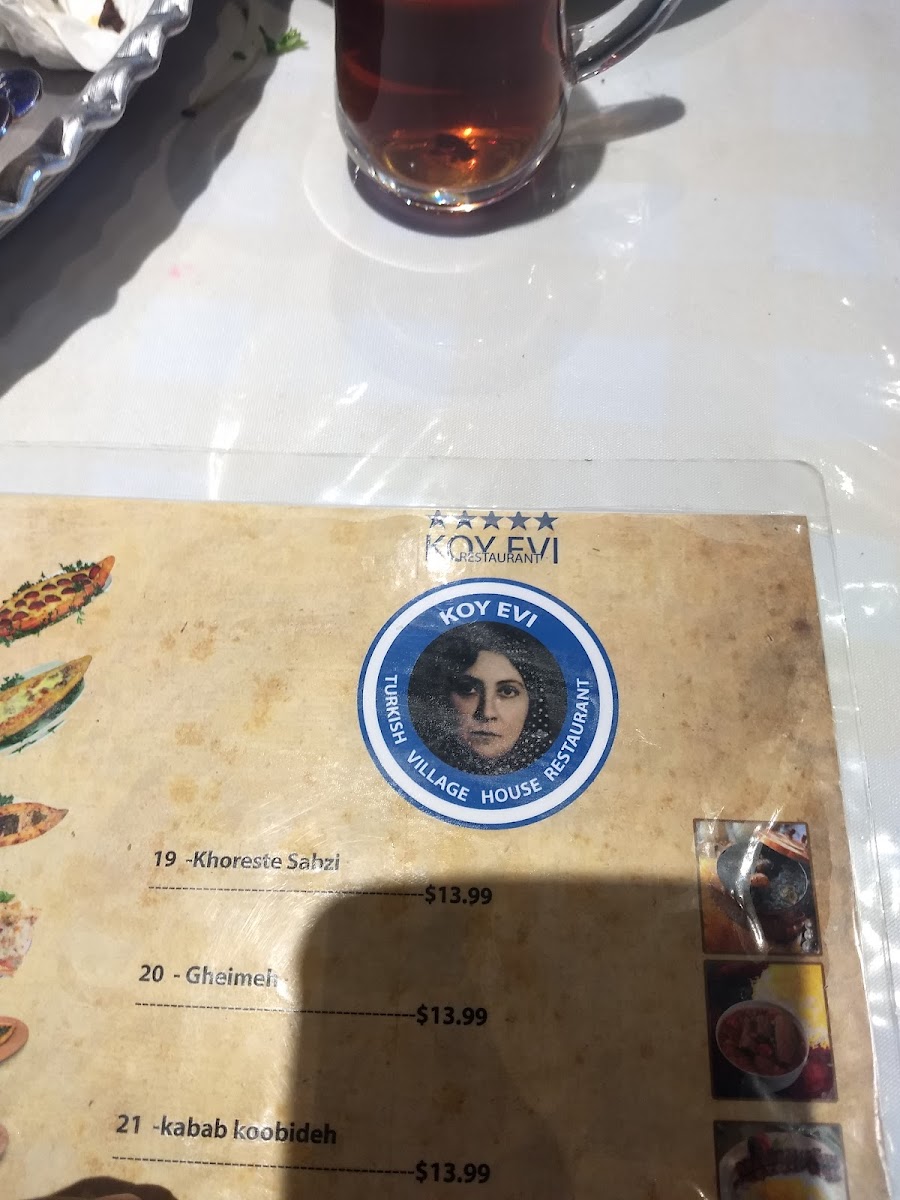 KOY EVI
RESTAURANT
KOY EVI
TURKISH VILLAGE HOUSE RESTAURANT
19 -Khoreste Sabzi
$13.99
20 - Gheimeh
$13.99
21 -kabab koobideh
$13.99